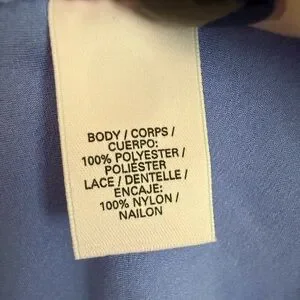 BODY / CORPS /
CUERPO:
100% POLYESTER /
POLIÉSTER
LACE / DENTELLE /
ENCAJE:
100% NYLON /
NAILON